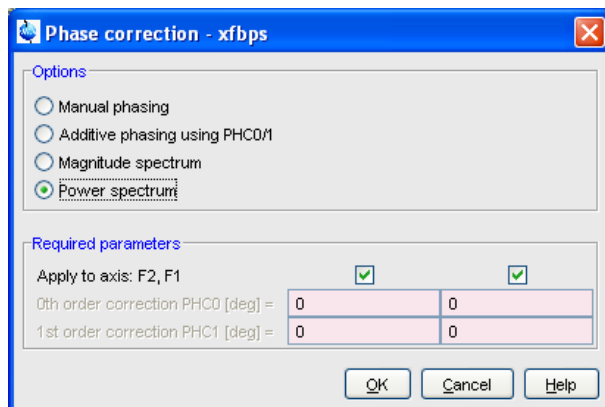 Phase correction - xfbps
Options
Manual phasing
Additive phasing using PHC0/1
Magnitude spectrum
Power spectrum
Required parameters
Apply to axis: F2, F1
0th order correction PHC0 [deg] = 0 0
1st order correction PHC1 [deg] = 0 0
OK Cancel Help